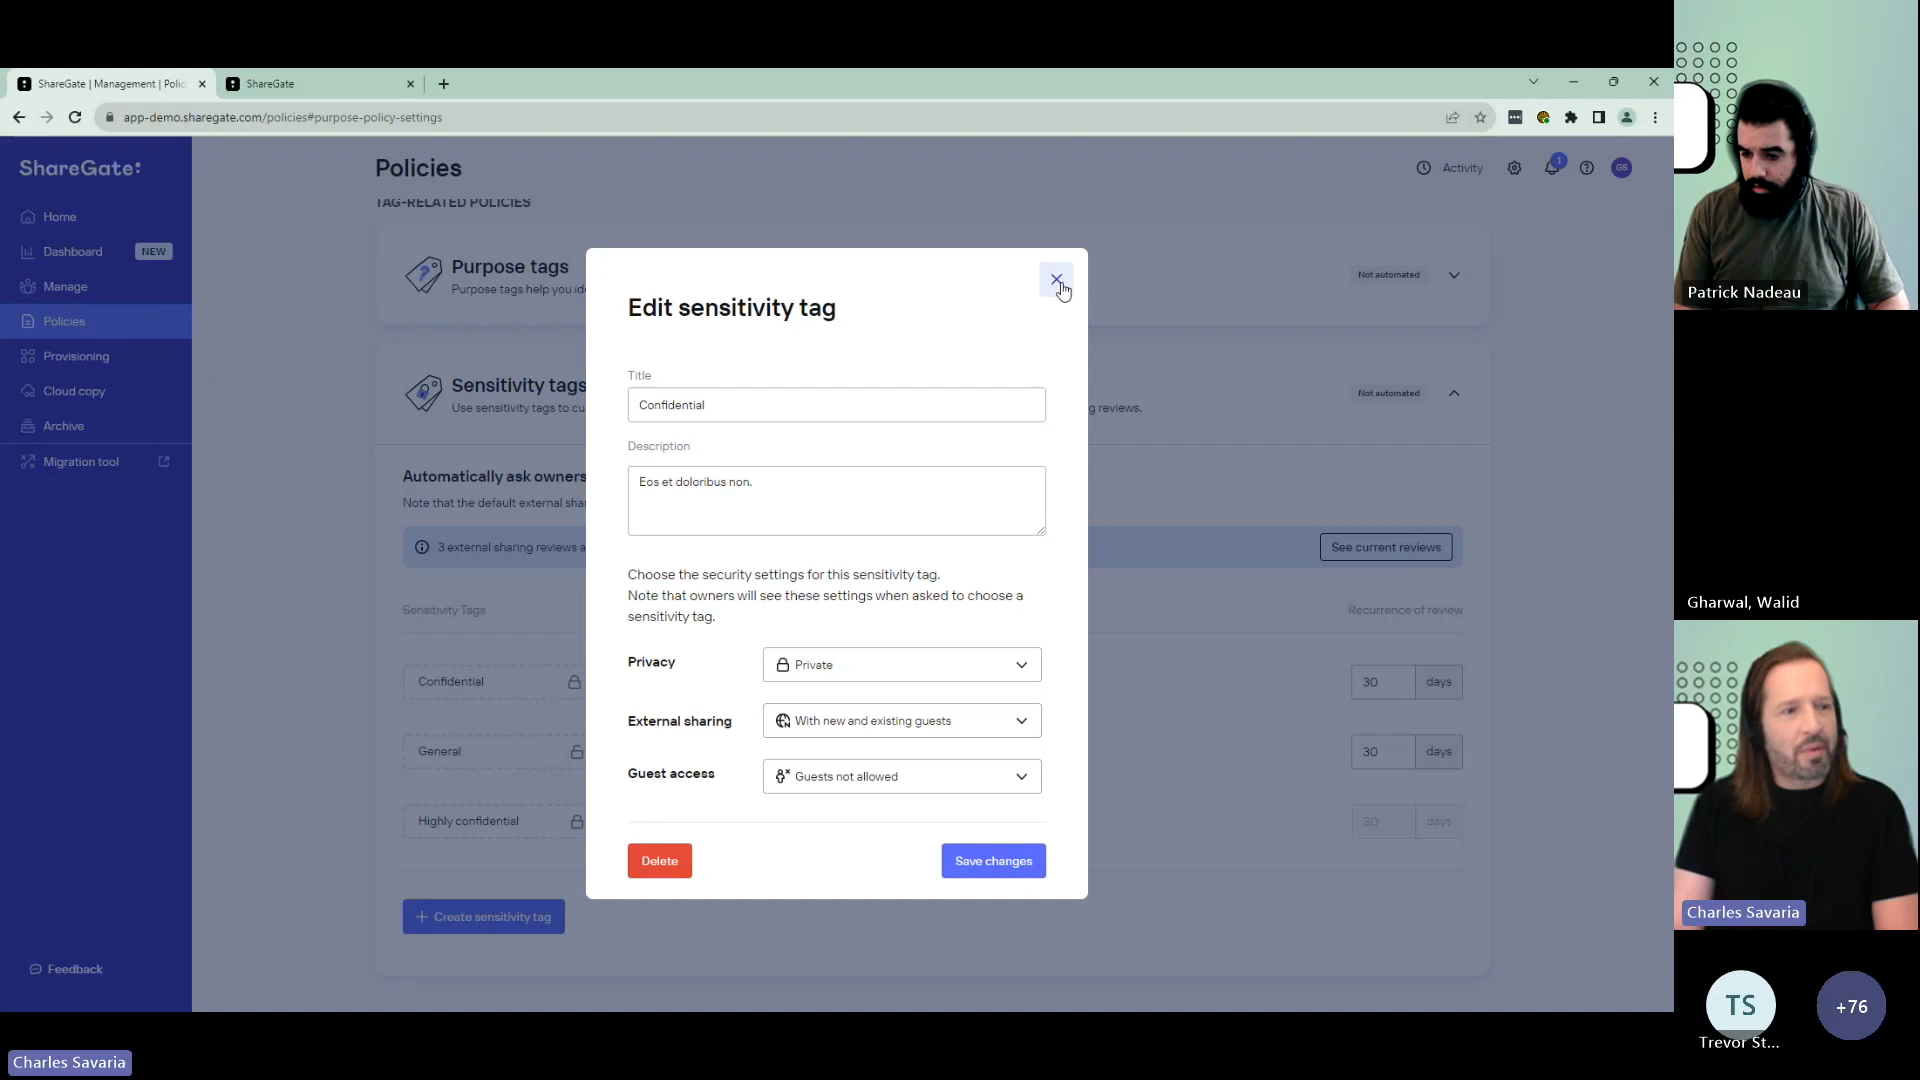 ShareGate | Management | Polic
ShareGate
app-demo.sharegate.com/policies#purpose-policy-settings
ShareGate:
Home
Dashboard NEW
Manage
Policies
Provisioning
Cloud copy
Archive
Migration tool
Feedback
Policies
Activity
1
GS
TAG-RELATED POLICIES
Purpose tags
Purpose tags help you ide
Not automated
Sensitivity tags
Use sensitivity tags to cu
g reviews.
Not automated
Automatically ask owners
Note that the default external shar
3 external sharing reviews a
See current reviews
Sensitivity Tags
Recurrence of review
Confidential
30 days
General
30 days
Highly confidential
30 days
+ Create sensitivity tag
Edit sensitivity tag
Title
Confidential
Description
Eos et doloribus non.
Choose the security settings for this sensitivity tag.
Note that owners will see these settings when asked to choose a
sensitivity tag.
Privacy
Private
External sharing
With new and existing guests
Guest access
Guests not allowed
Delete
Save changes
Patrick Nadeau
Gharwal, Walid
Charles Savaria
TS
Trevor St...
+76
Charles Savaria